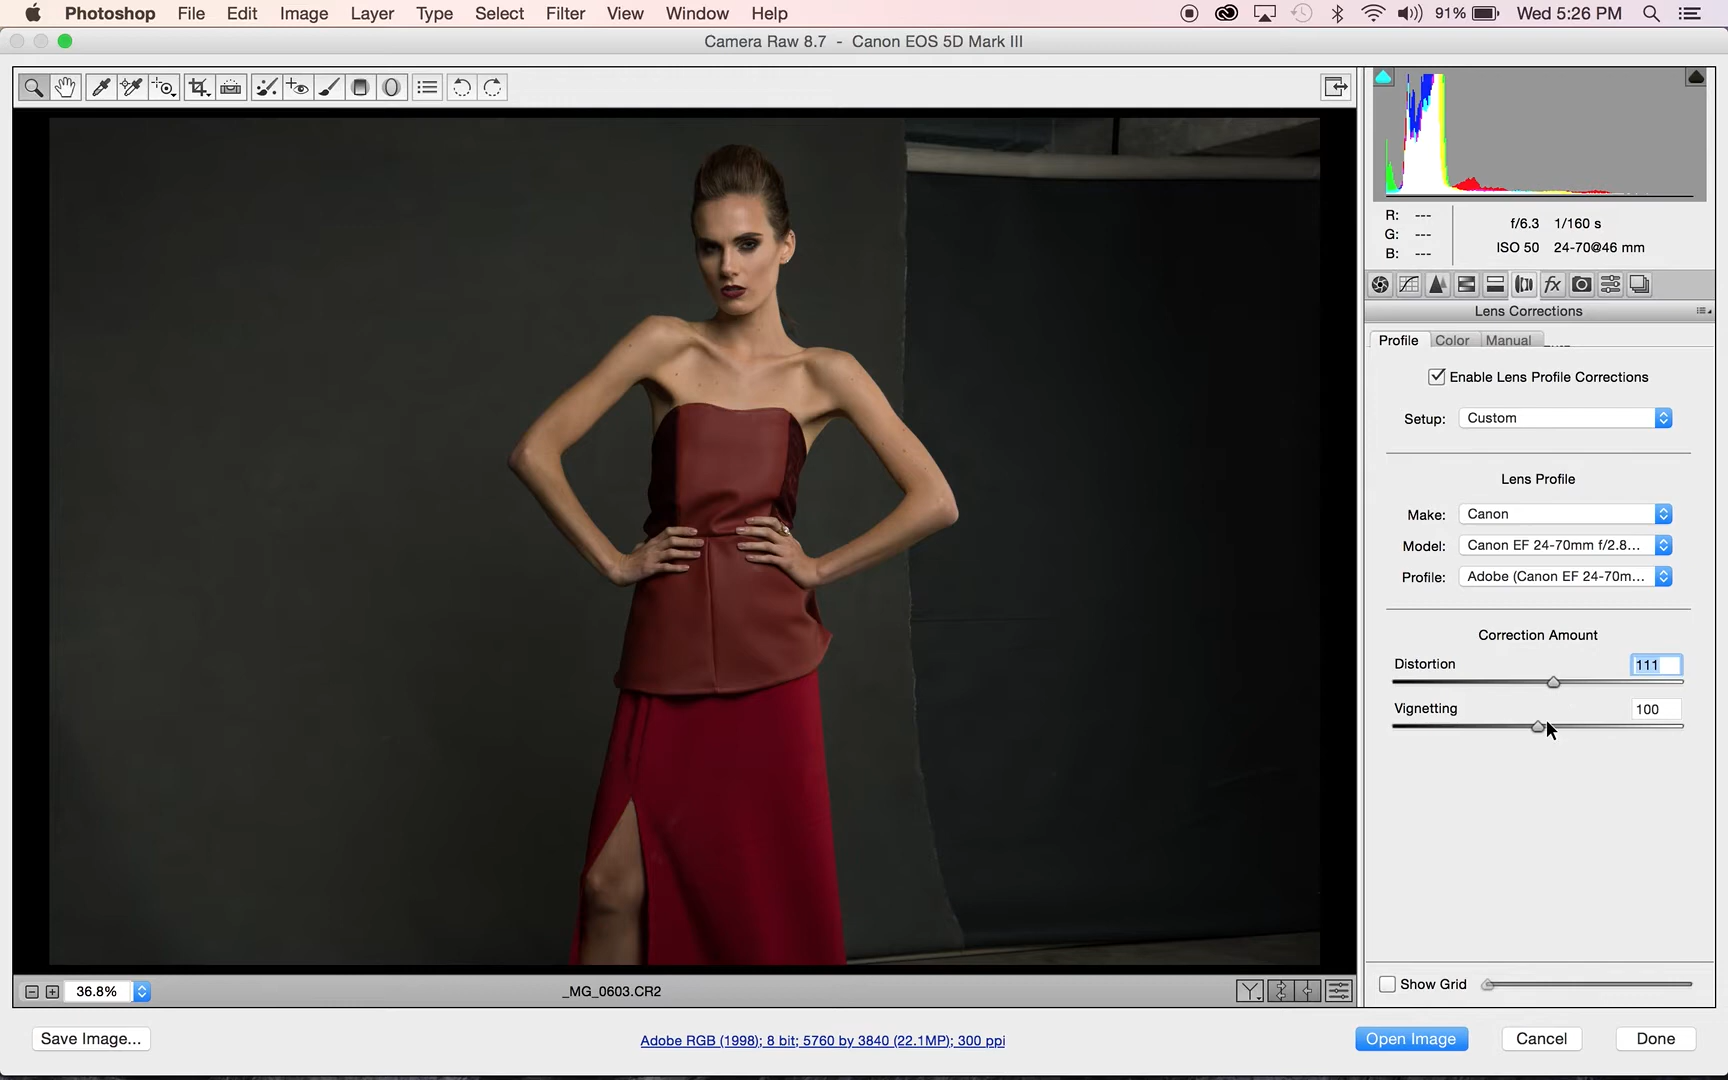 Photoshop File Edit Image Layer Type Select Filter View Window Help 91% Wed 5:26 PM
Camera Raw 8.7 - Canon EOS 5D Mark III
R: ---
G: ---
B: ---
f/6.3 1/160 s
ISO 50 24-70@46 mm
fx
Lens Corrections
Profile Color Manual
Enable Lens Profile Corrections
Setup: Custom
Lens Profile
Make: Canon
Model: Canon EF 24-70mm f/2.8...
Profile: Adobe (Canon EF 24-70m...
Correction Amount
Distortion 111
Vignetting 100
Show Grid
36.8% _MG_0603.CR2 Y
Save Image... Adobe RGB (1998); 8 bit; 5760 by 3840 (22.1MP); 300 ppi Open Image Cancel Done